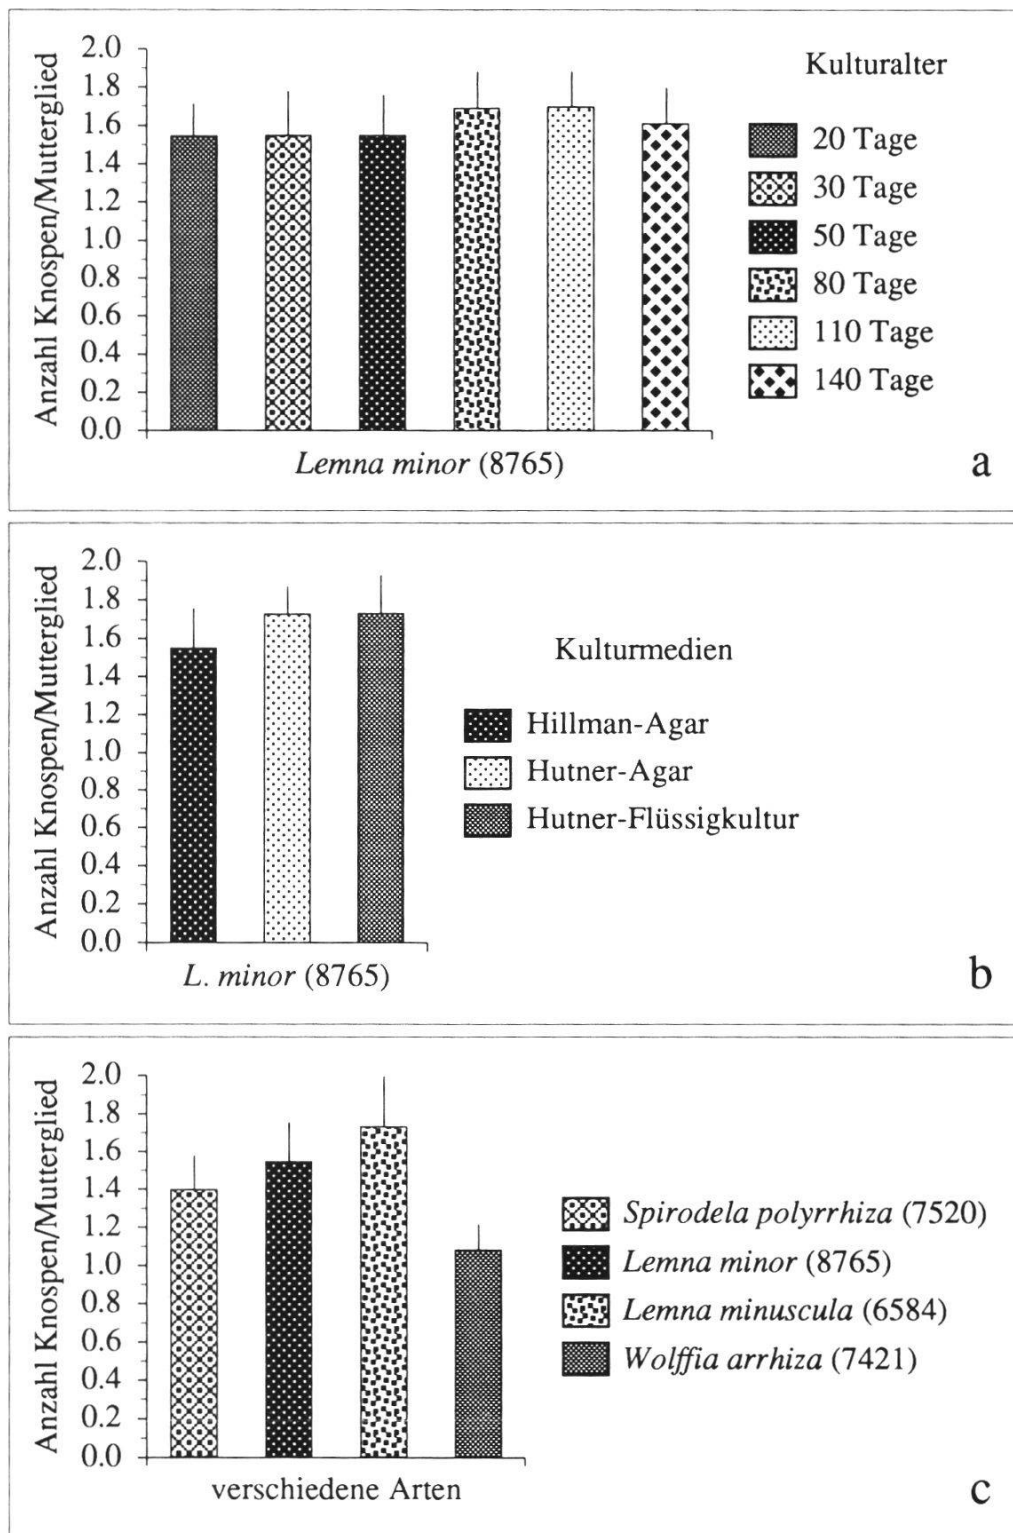 Anzahl Knospen/Mutterglied
2.0
1.8
1.6
1.4
1.2
1.0
0.8
0.6
0.4
0.2
0.0
Lemna minor (8765)
Kulturalter
20 Tage
30 Tage
50 Tage
80 Tage
110 Tage
140 Tage
a
Anzahl Knospen/Mutterglied
2.0
1.8
1.6
1.4
1.2
1.0
0.8
0.6
0.4
0.2
0.0
L. minor (8765)
Kulturmedien
Hillman-Agar
Hutner-Agar
Hutner-Flüssigkultur
b
Anzahl Knospen/Mutterglied
2.0
1.8
1.6
1.4
1.2
1.0
0.8
0.6
0.4
0.2
0.0
verschiedene Arten
Spirodela polyrrhiza (7520)
Lemna minor (8765)
Lemna minuscula (6584)
Wolffia arrhiza (7421)
c